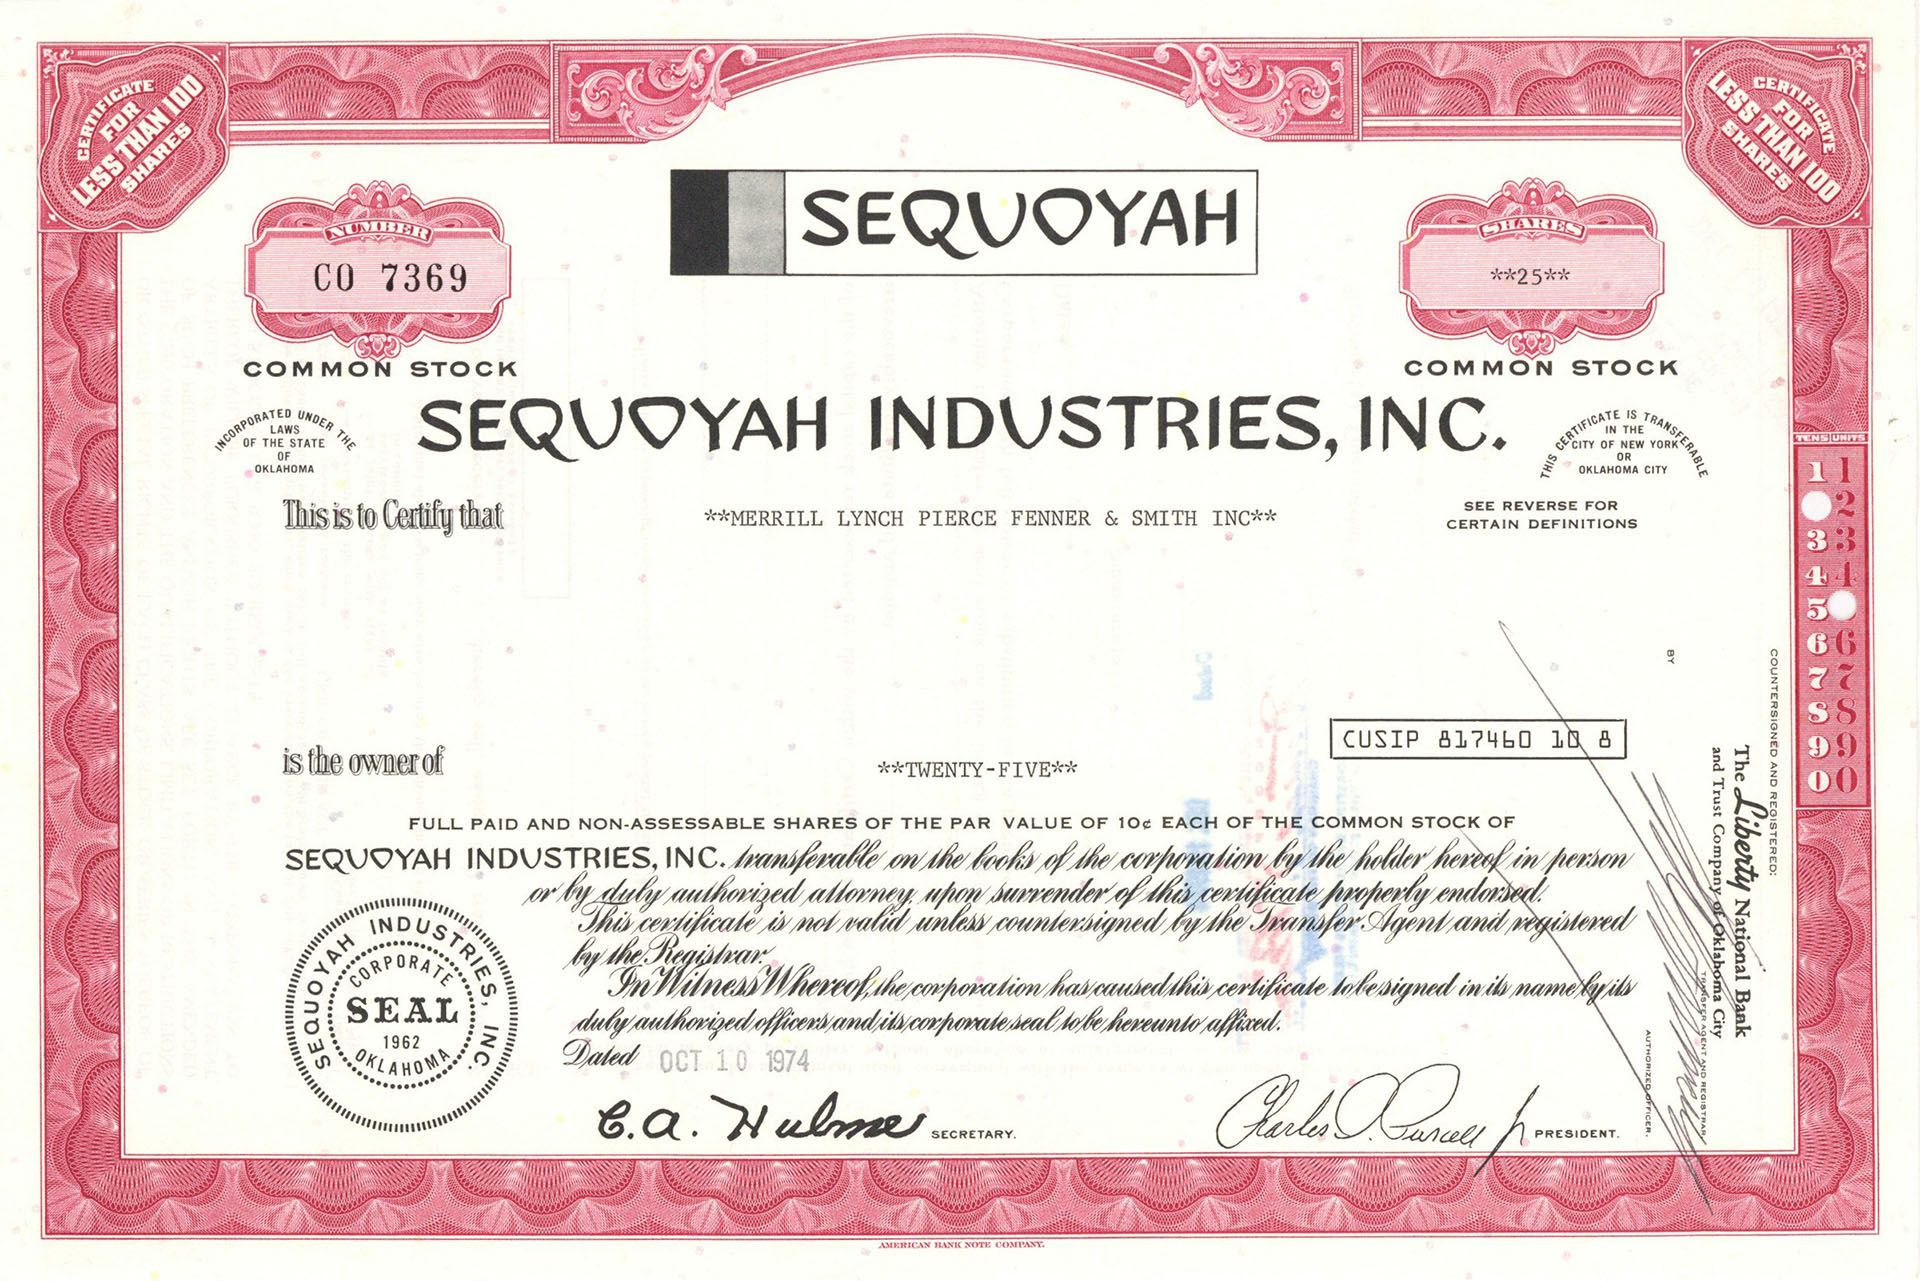 CERTIFICATE
FOR
LESS THAN 100
SHARES
CERTIFICATE
FOR
LESS THAN 100
SHARES
SEQUOYAH
NUMBER
CO 7369
COMMON STOCK
SHARES
**25**
COMMON STOCK
SEQUOYAH INDUSTRIES, INC.
INCORPORATED UNDER THE
LAWS
OF THE STATE
OF
OKLAHOMA
THIS CERTIFICATE IS TRANSFERABLE
IN THE
CITY OF NEW YORK
OR
OKLAHOMA CITY
This is to Certify that
**MERRILL LYNCH PIERCE FENNER & SMITH INC**
SEE REVERSE FOR
CERTAIN DEFINITIONS
TENS UNITS
1 1
2
3 3
4 4
5
6 6
7 7
8 8
9 9
0 0
CUSIP 817460 10 8
is the owner of
**TWENTY-FIVE**
FULL PAID AND NON-ASSESSABLE SHARES OF THE PAR VALUE OF 10¢ EACH OF THE COMMON STOCK OF
SEQUOYAH INDUSTRIES, INC. transferable on the books of the corporation by the holder hereof in person
or by duly authorized attorney, upon surrender of this certificate properly endorsed.
This certificate is not valid unless countersigned by the Transfer Agent and registered
by the Registrar.
In Witness Whereof, the corporation has caused this certificate to be signed in its name by its
duly authorized officers and its corporate seal to be hereunto affixed.
Dated OCT 10 1974
SEQUOYAH INDUSTRIES, INC.
CORPORATE
SEAL
1962
OKLAHOMA
C.A. Hulme SECRETARY.
Charles I. Purcell Jr PRESIDENT.
COUNTERSIGNED AND REGISTERED:
The Liberty National Bank
and Trust Company of Oklahoma City
TRANSFER AGENT AND REGISTRAR
BY
AUTHORIZED OFFICER.
AMERICAN BANK NOTE COMPANY.